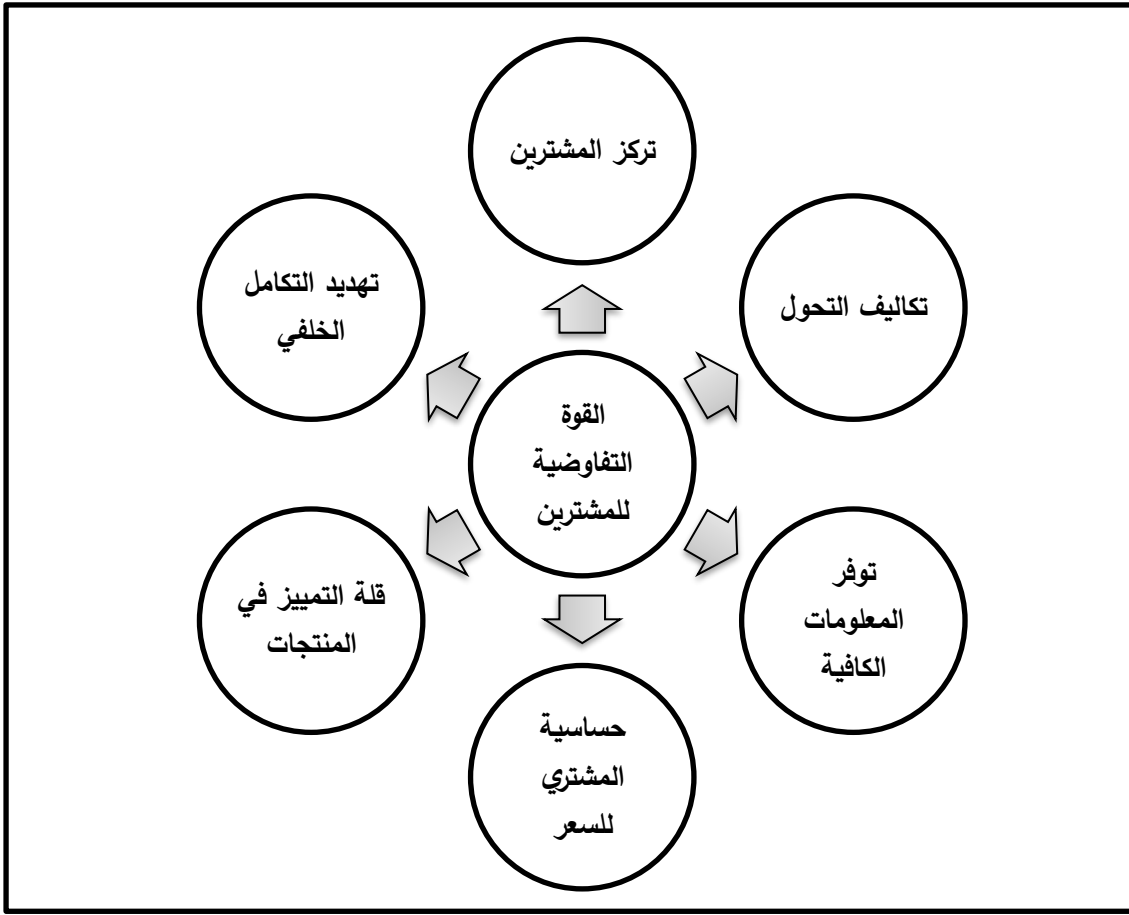 تركز المشترين
تكاليف التحول
تهديد التكامل
الخلفي
القوة
التفاوضية
للمشترين
توفر
المعلومات
الكافية
قلة التمييز في
المنتجات
حساسية
المشتري
للسعر